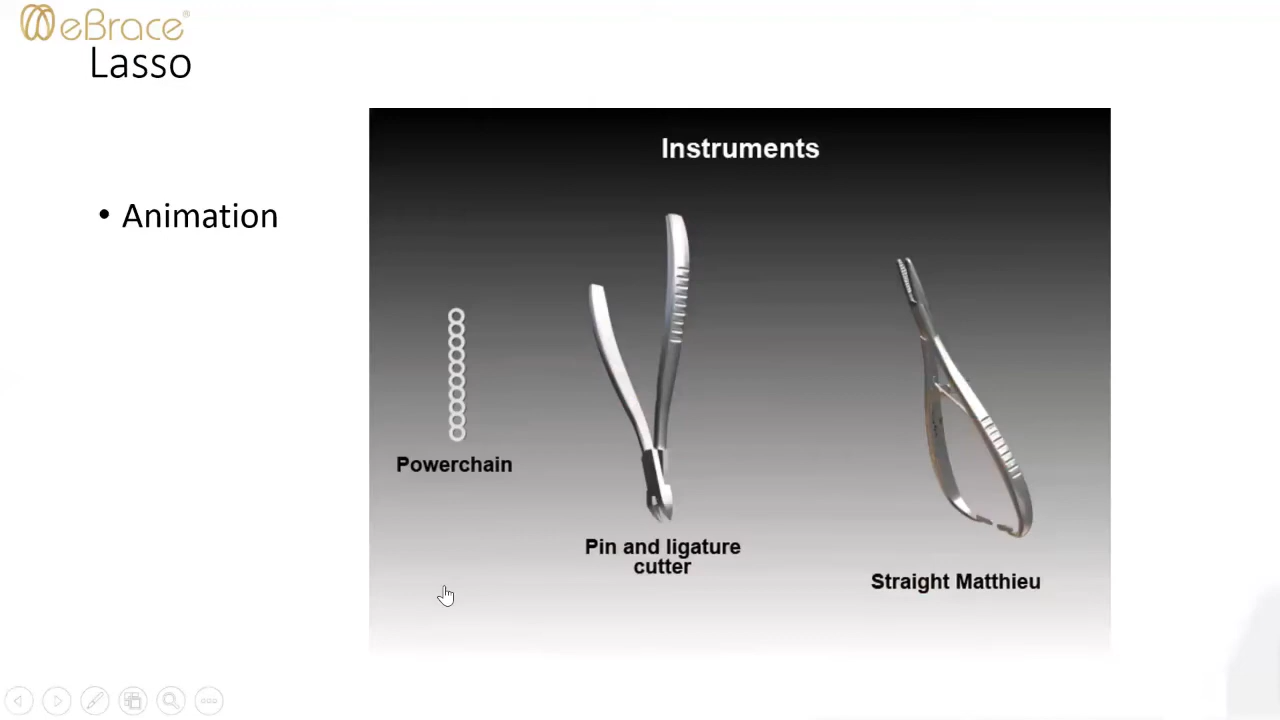 eBrace®
Lasso
• Animation
Instruments
Powerchain
Pin and ligature
cutter
Straight Matthieu